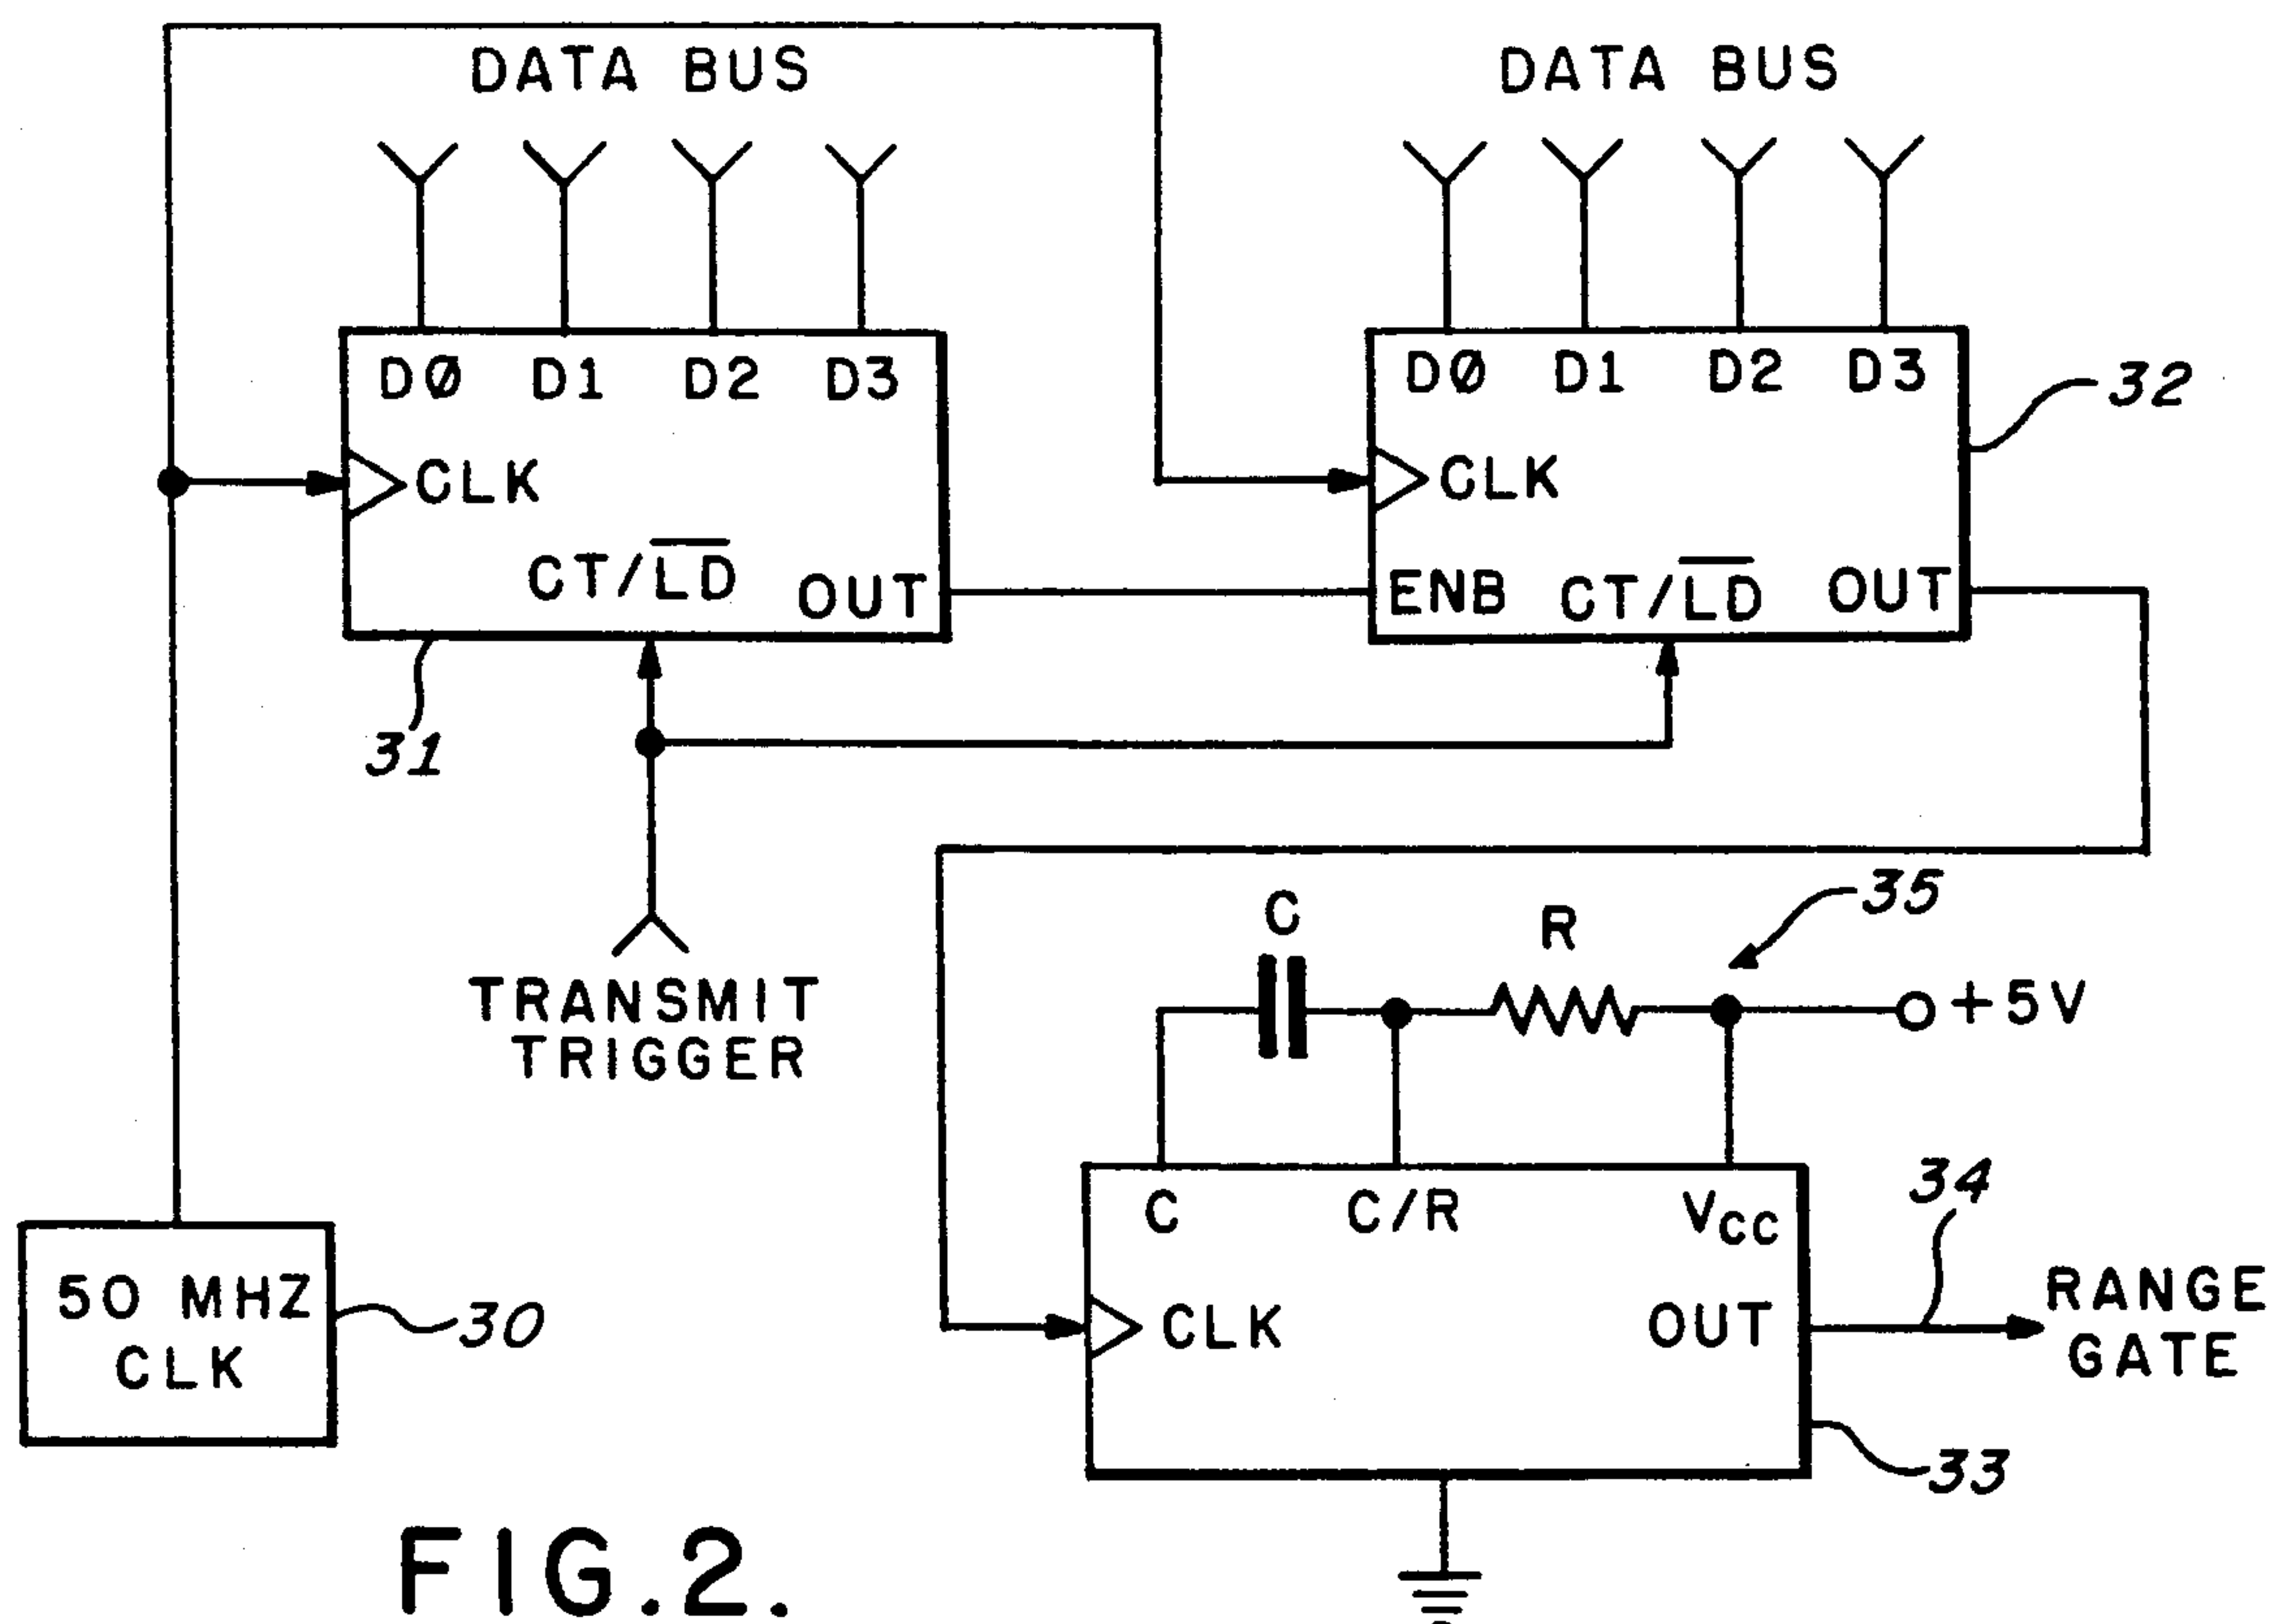 DATA BUS
DATA BUS
DØ D1 D2 D3
DØ D1 D2 D3
32
CLK
CLK
CT/L̅D̅ OUT
ENB CT/L̅D̅ OUT
31
35
C
R
+5V
TRANSMIT
TRIGGER
C C/R VCC
34
50 MHZ
CLK
30
CLK
OUT
RANGE
GATE
33
FIG.2.